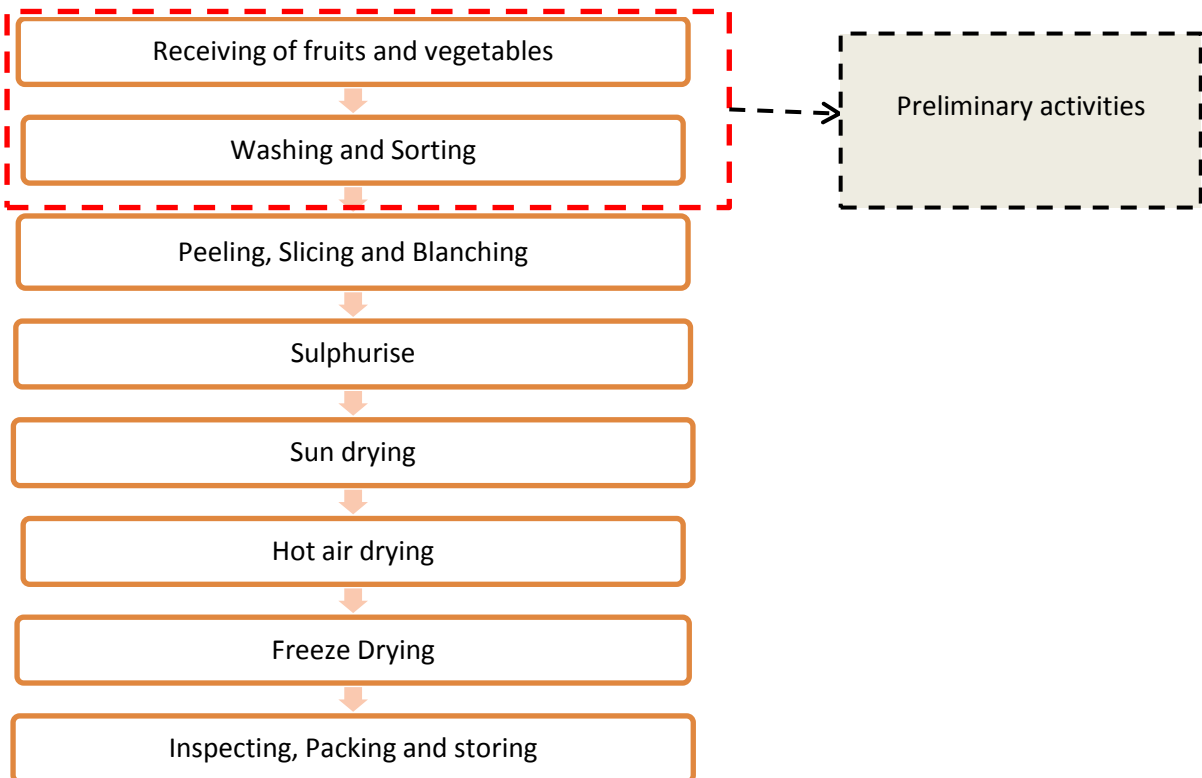 Receiving of fruits and vegetables
Preliminary activities
Washing and Sorting
Peeling, Slicing and Blanching
Sulphurise
Sun drying
Hot air drying
Freeze Drying
Inspecting, Packing and storing